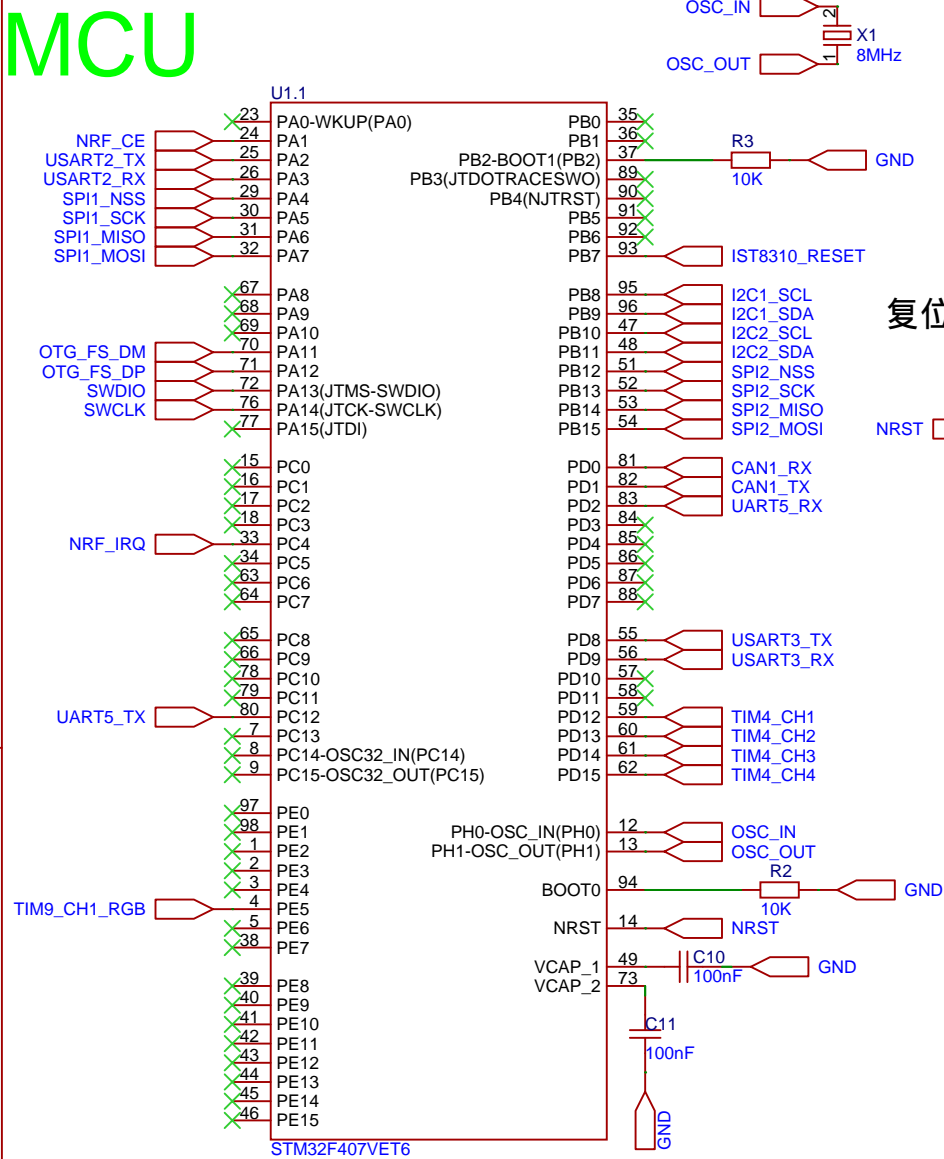 MCU
OSC_IN
2
X1
8MHz
1
OSC_OUT
U1.1
23 PA0-WKUP(PA0)
NRF_CE 24 PA1
USART2_TX 25 PA2
USART2_RX 26 PA3
SPI1_NSS 29 PA4
SPI1_SCK 30 PA5
SPI1_MISO 31 PA6
SPI1_MOSI 32 PA7
67 PA8
68 PA9
69 PA10
OTG_FS_DM 70 PA11
OTG_FS_DP 71 PA12
SWDIO 72 PA13(JTMS-SWDIO)
SWCLK 76 PA14(JTCK-SWCLK)
77 PA15(JTDI)
15 PC0
16 PC1
17 PC2
18 PC3
NRF_IRQ 33 PC4
34 PC5
63 PC6
64 PC7
65 PC8
66 PC9
78 PC10
79 PC11
UART5_TX 80 PC12
7 PC13
8 PC14-OSC32_IN(PC14)
9 PC15-OSC32_OUT(PC15)
97 PE0
98 PE1
1 PE2
2 PE3
3 PE4
TIM9_CH1_RGB 4 PE5
5 PE6
38 PE7
39 PE8
40 PE9
41 PE10
42 PE11
43 PE12
44 PE13
45 PE14
46 PE15
PB0 35
PB1 36
R3
PB2-BOOT1(PB2) 37 GND
10K
PB3(JTDOTRACESWO) 89
PB4(NJTRST) 90
PB5 91
PB6 92
PB7 93 IST8310_RESET
PB8 95 I2C1_SCL
PB9 96 I2C1_SDA
PB10 47 I2C2_SCL
PB11 48 I2C2_SDA
PB12 51 SPI2_NSS
PB13 52 SPI2_SCK
PB14 53 SPI2_MISO
PB15 54 SPI2_MOSI
PD0 81 CAN1_RX
PD1 82 CAN1_TX
PD2 83 UART5_RX
PD3 84
PD4 85
PD5 86
PD6 87
PD7 88
PD8 55 USART3_TX
PD9 56 USART3_RX
PD10 57
PD11 58
PD12 59 TIM4_CH1
PD13 60 TIM4_CH2
PD14 61 TIM4_CH3
PD15 62 TIM4_CH4
PH0-OSC_IN(PH0) 12 OSC_IN
PH1-OSC_OUT(PH1) 13 OSC_OUT
R2
BOOT0 94 GND
10K
NRST 14 NRST
VCAP_1 49 C10 GND
100nF
VCAP_2 73
C11
100nF
GND
STM32F407VET6
复位
NRST